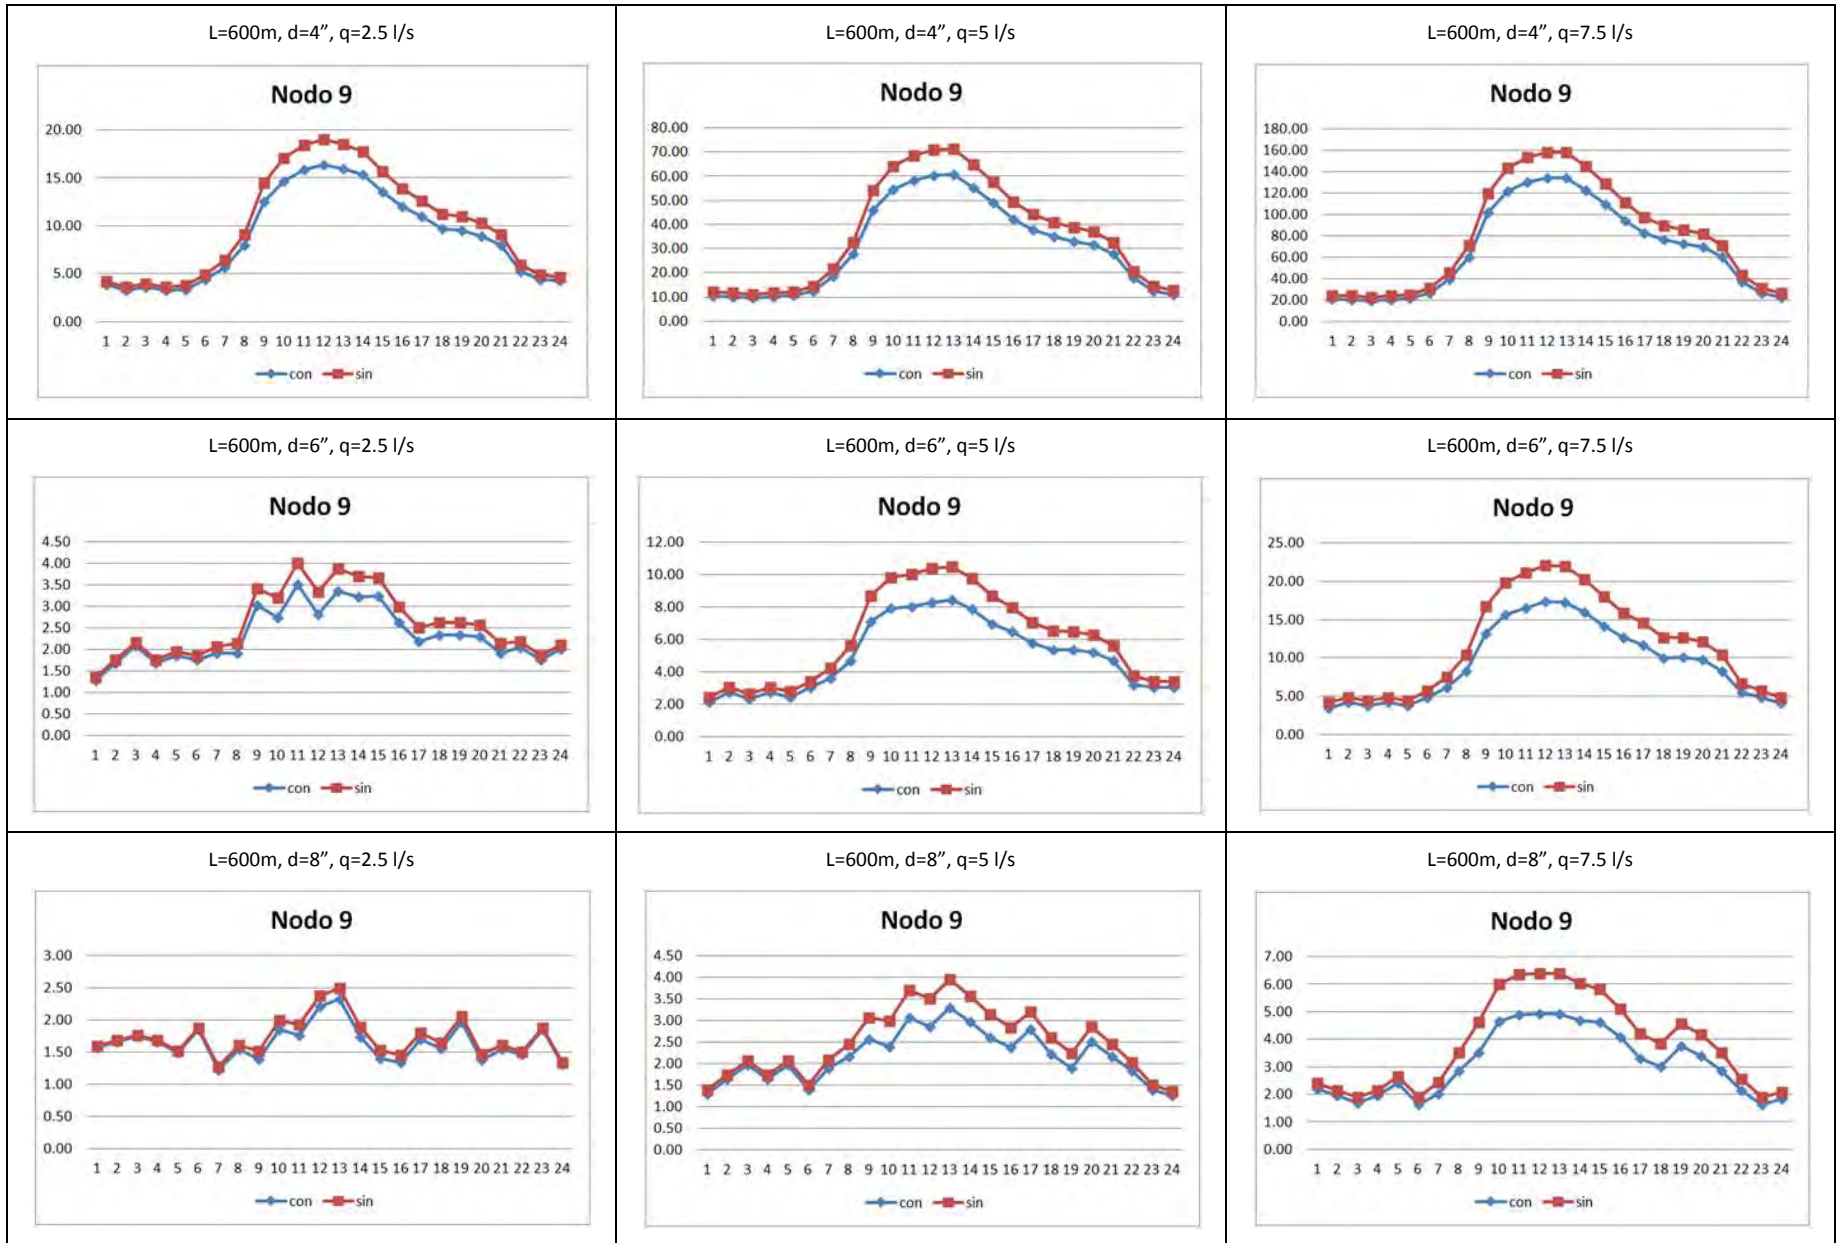 L=600m, d=4”, q=2.5 l/s
Nodo 9
20.00
15.00
10.00
5.00
0.00
1 2 3 4 5 6 7 8 9 10 11 12 13 14 15 16 17 18 19 20 21 22 23 24
con sin
L=600m, d=4”, q=5 l/s
Nodo 9
80.00
70.00
60.00
50.00
40.00
30.00
20.00
10.00
0.00
1 2 3 4 5 6 7 8 9 10 11 12 13 14 15 16 17 18 19 20 21 22 23 24
con sin
L=600m, d=4”, q=7.5 l/s
Nodo 9
180.00
160.00
140.00
120.00
100.00
80.00
60.00
40.00
20.00
0.00
1 2 3 4 5 6 7 8 9 10 11 12 13 14 15 16 17 18 19 20 21 22 23 24
con sin
L=600m, d=6”, q=2.5 l/s
Nodo 9
4.50
4.00
3.50
3.00
2.50
2.00
1.50
1.00
0.50
0.00
1 2 3 4 5 6 7 8 9 10 11 12 13 14 15 16 17 18 19 20 21 22 23 24
con sin
L=600m, d=6”, q=5 l/s
Nodo 9
12.00
10.00
8.00
6.00
4.00
2.00
0.00
1 2 3 4 5 6 7 8 9 10 11 12 13 14 15 16 17 18 19 20 21 22 23 24
con sin
L=600m, d=6”, q=7.5 l/s
Nodo 9
25.00
20.00
15.00
10.00
5.00
0.00
1 2 3 4 5 6 7 8 9 10 11 12 13 14 15 16 17 18 19 20 21 22 23 24
con sin
L=600m, d=8”, q=2.5 l/s
Nodo 9
3.00
2.50
2.00
1.50
1.00
0.50
0.00
1 2 3 4 5 6 7 8 9 10 11 12 13 14 15 16 17 18 19 20 21 22 23 24
con sin
L=600m, d=8”, q=5 l/s
Nodo 9
4.50
4.00
3.50
3.00
2.50
2.00
1.50
1.00
0.50
0.00
1 2 3 4 5 6 7 8 9 10 11 12 13 14 15 16 17 18 19 20 21 22 23 24
con sin
L=600m, d=8”, q=7.5 l/s
Nodo 9
7.00
6.00
5.00
4.00
3.00
2.00
1.00
0.00
1 2 3 4 5 6 7 8 9 10 11 12 13 14 15 16 17 18 19 20 21 22 23 24
con sin